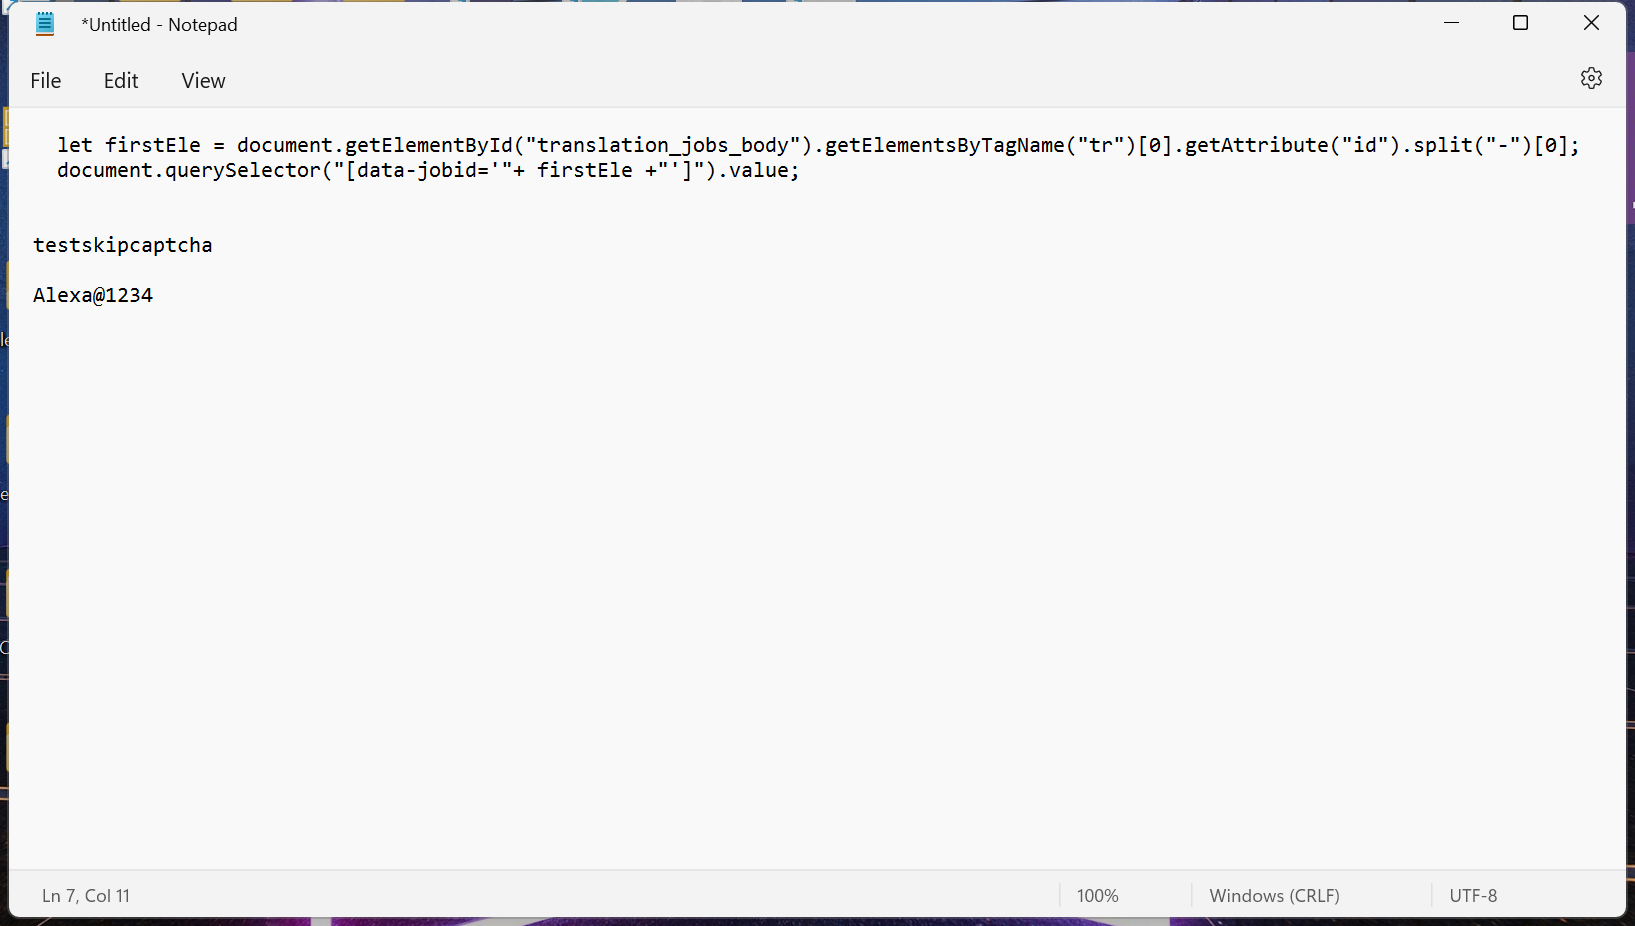 *Untitled - Notepad
File Edit View
let firstEle = document.getElementById("translation_jobs_body").getElementsByTagName("tr")[0].getAttribute("id").split("-")[0];
document.querySelector("[data-jobid='"+ firstEle +"']").value;
testskipcaptcha
Alexa@1234
Ln 7, Col 11 100% Windows (CRLF) UTF-8